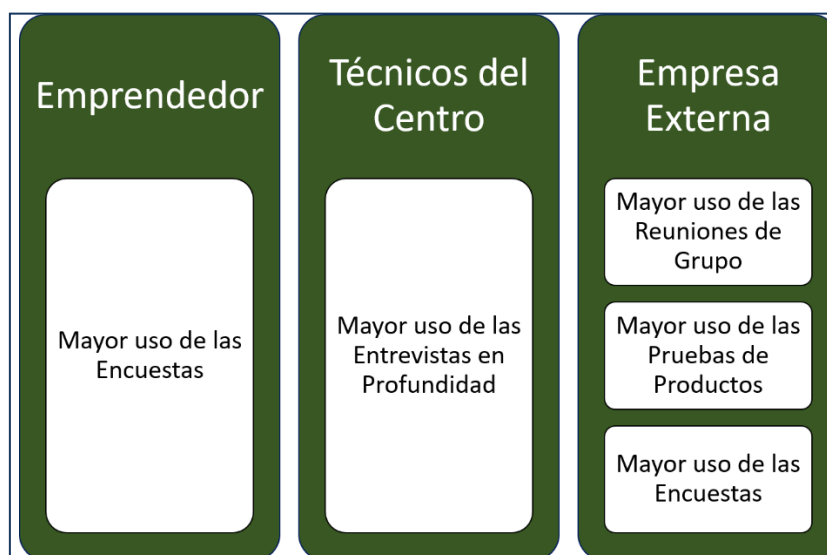 Emprendedor
Mayor uso de las
Encuestas
Técnicos del
Centro
Mayor uso de las
Entrevistas en
Profundidad
Empresa
Externa
Mayor uso de las
Reuniones de
Grupo
Mayor uso de las
Pruebas de
Productos
Mayor uso de las
Encuestas